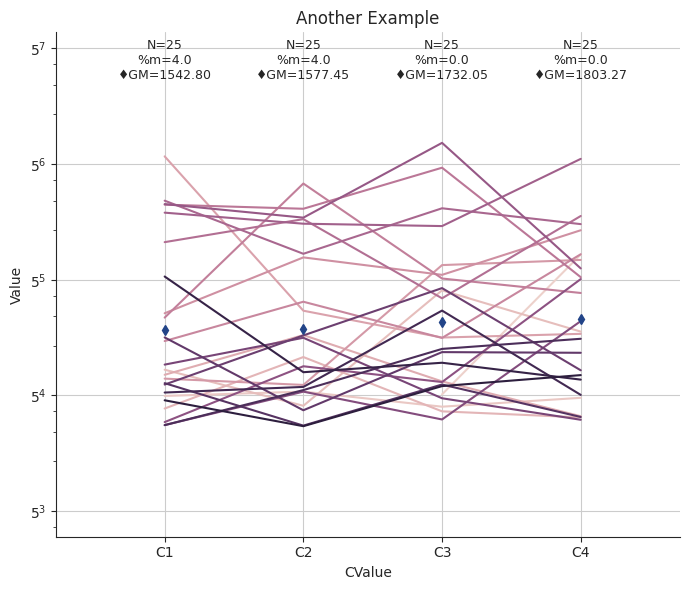 Another Example
N=25 N=25 N=25 N=25
%m=4.0 %m=4.0 %m=0.0 %m=0.0
♦GM=1542.80 ♦GM=1577.45 ♦GM=1732.05 ♦GM=1803.27
5⁷
5⁶
5⁵
5⁴
5³
Value
C1 C2 C3 C4
CValue